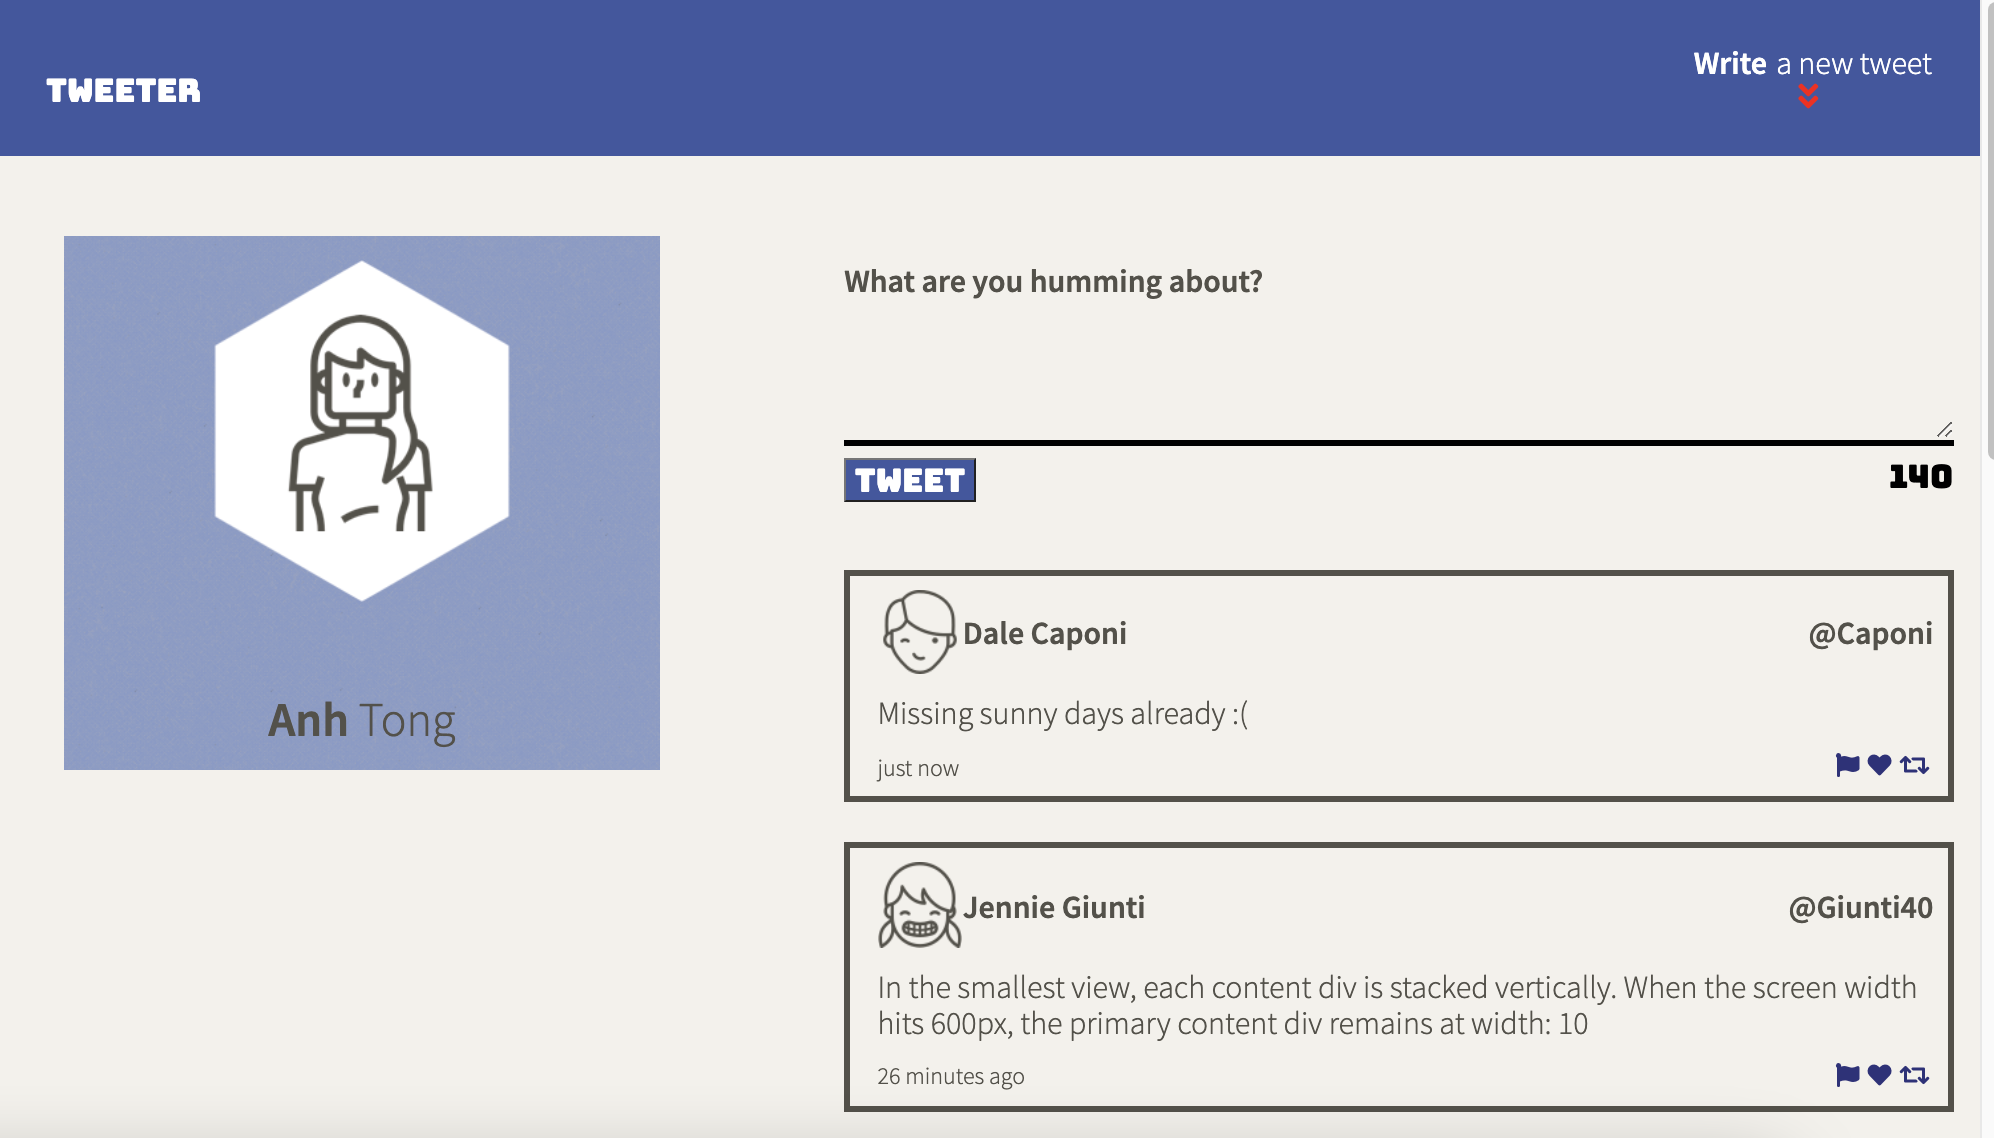 TWEETER
Write a new tweet
Anh Tong
What are you humming about?
TWEET
140
Dale Caponi
@Caponi
Missing sunny days already :(
just now
Jennie Giunti
@Giunti40
In the smallest view, each content div is stacked vertically. When the screen width
hits 600px, the primary content div remains at width: 10
26 minutes ago